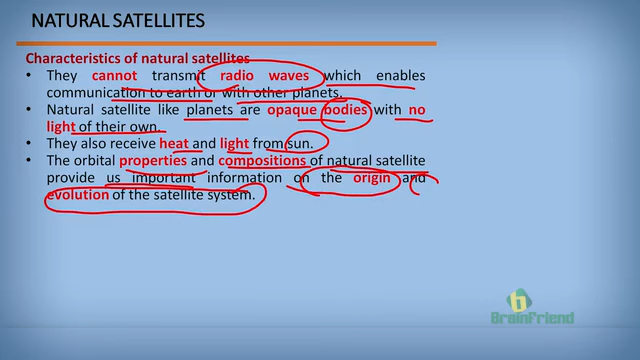 NATURAL SATELLITES
Characteristics of natural satellites
• They cannot transmit radio waves which enables
communication to earth or with other planets.
• Natural satellite like planets are opaque bodies with no
light of their own.
• They also receive heat and light from sun.
• The orbital properties and compositions of natural satellite
provide us important information on the origin and
evolution of the satellite system.
b
BrainFriend